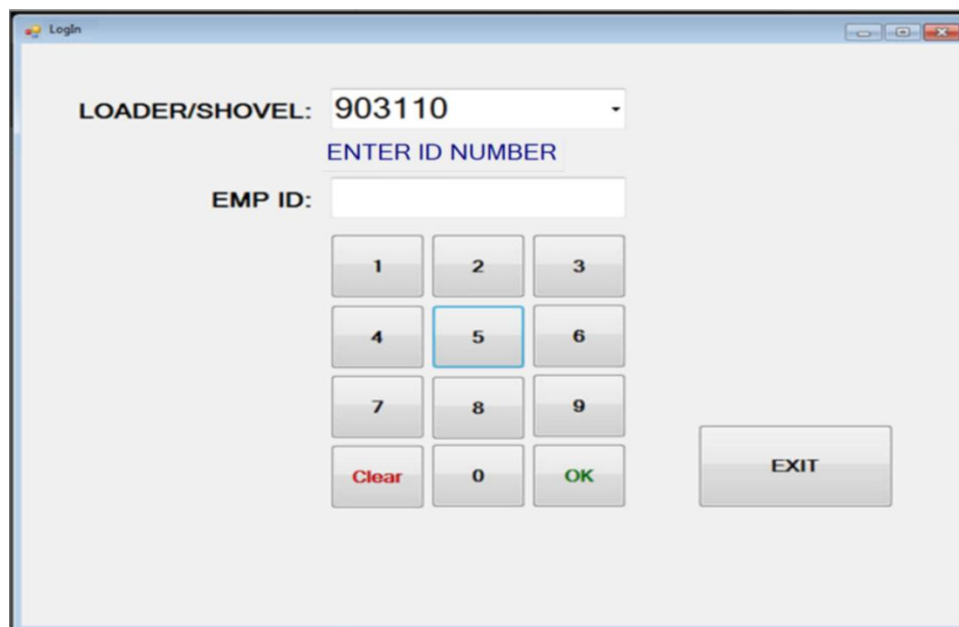 LogIn
LOADER/SHOVEL: 903110
ENTER ID NUMBER
EMP ID:
1 2 3
4 5 6
7 8 9
Clear 0 OK
EXIT